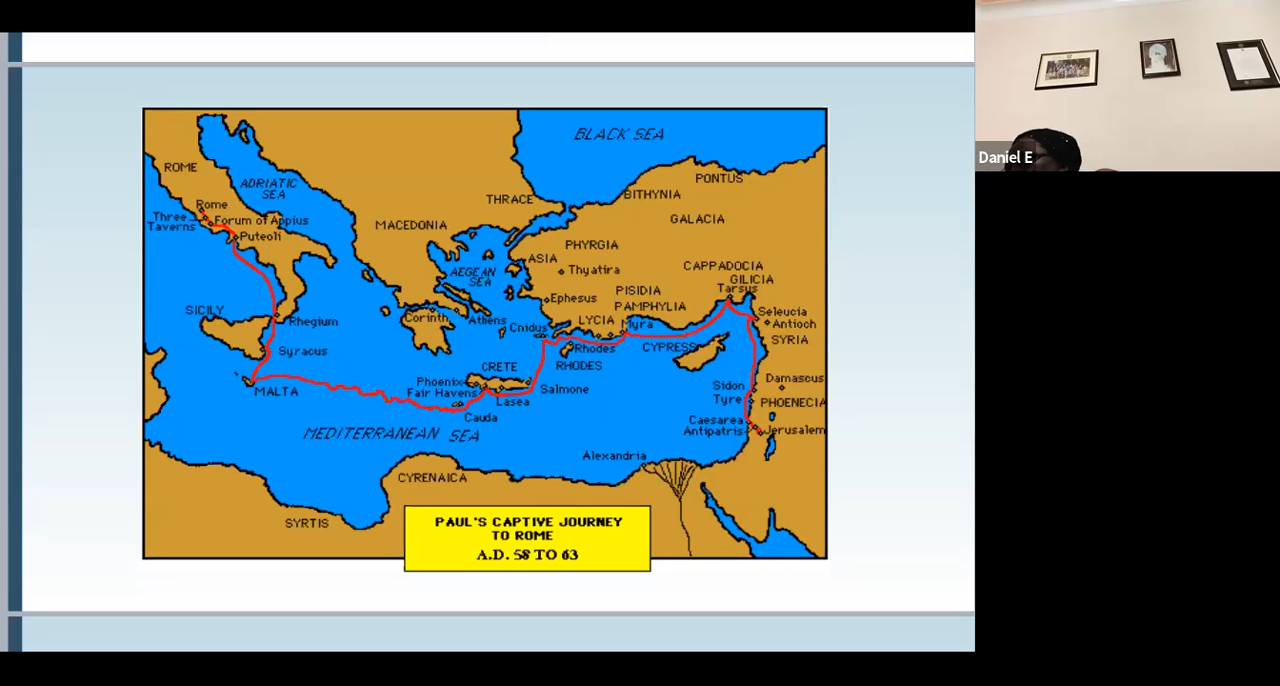 BLACK SEA
ROME
ADRIATIC
SEA
PONTUS
BITHYNIA
THRACE
Rome
Three
Taverns
Forum of Appius
Puteoli
MACEDONIA
GALACIA
PHYRGIA
ASIA
Thyatira
AEGEAN
SEA
CAPPADOCIA
GILICIA
Tarsus
PISIDIA
PAMPHYLIA
Ephesus
SICILY
Rhegium
Corinth
Athens
Cnidus
LYCIA
Myra
Seleucia
Antioch
SYRIA
Syracus
Rhodes
RHODES
CYPRESS
CRETE
Phoenix
Fair Havens
Salmone
Lasea
Cauda
MALTA
Sidon
Tyre
Damascus
PHOENECIA
Caesarea
Antipatris
Jerusalem
MEDITERRANEAN SEA
Alexandria
CYRENAICA
SYRTIS
PAUL'S CAPTIVE JOURNEY
TO ROME
A.D. 58 TO 63
Daniel E